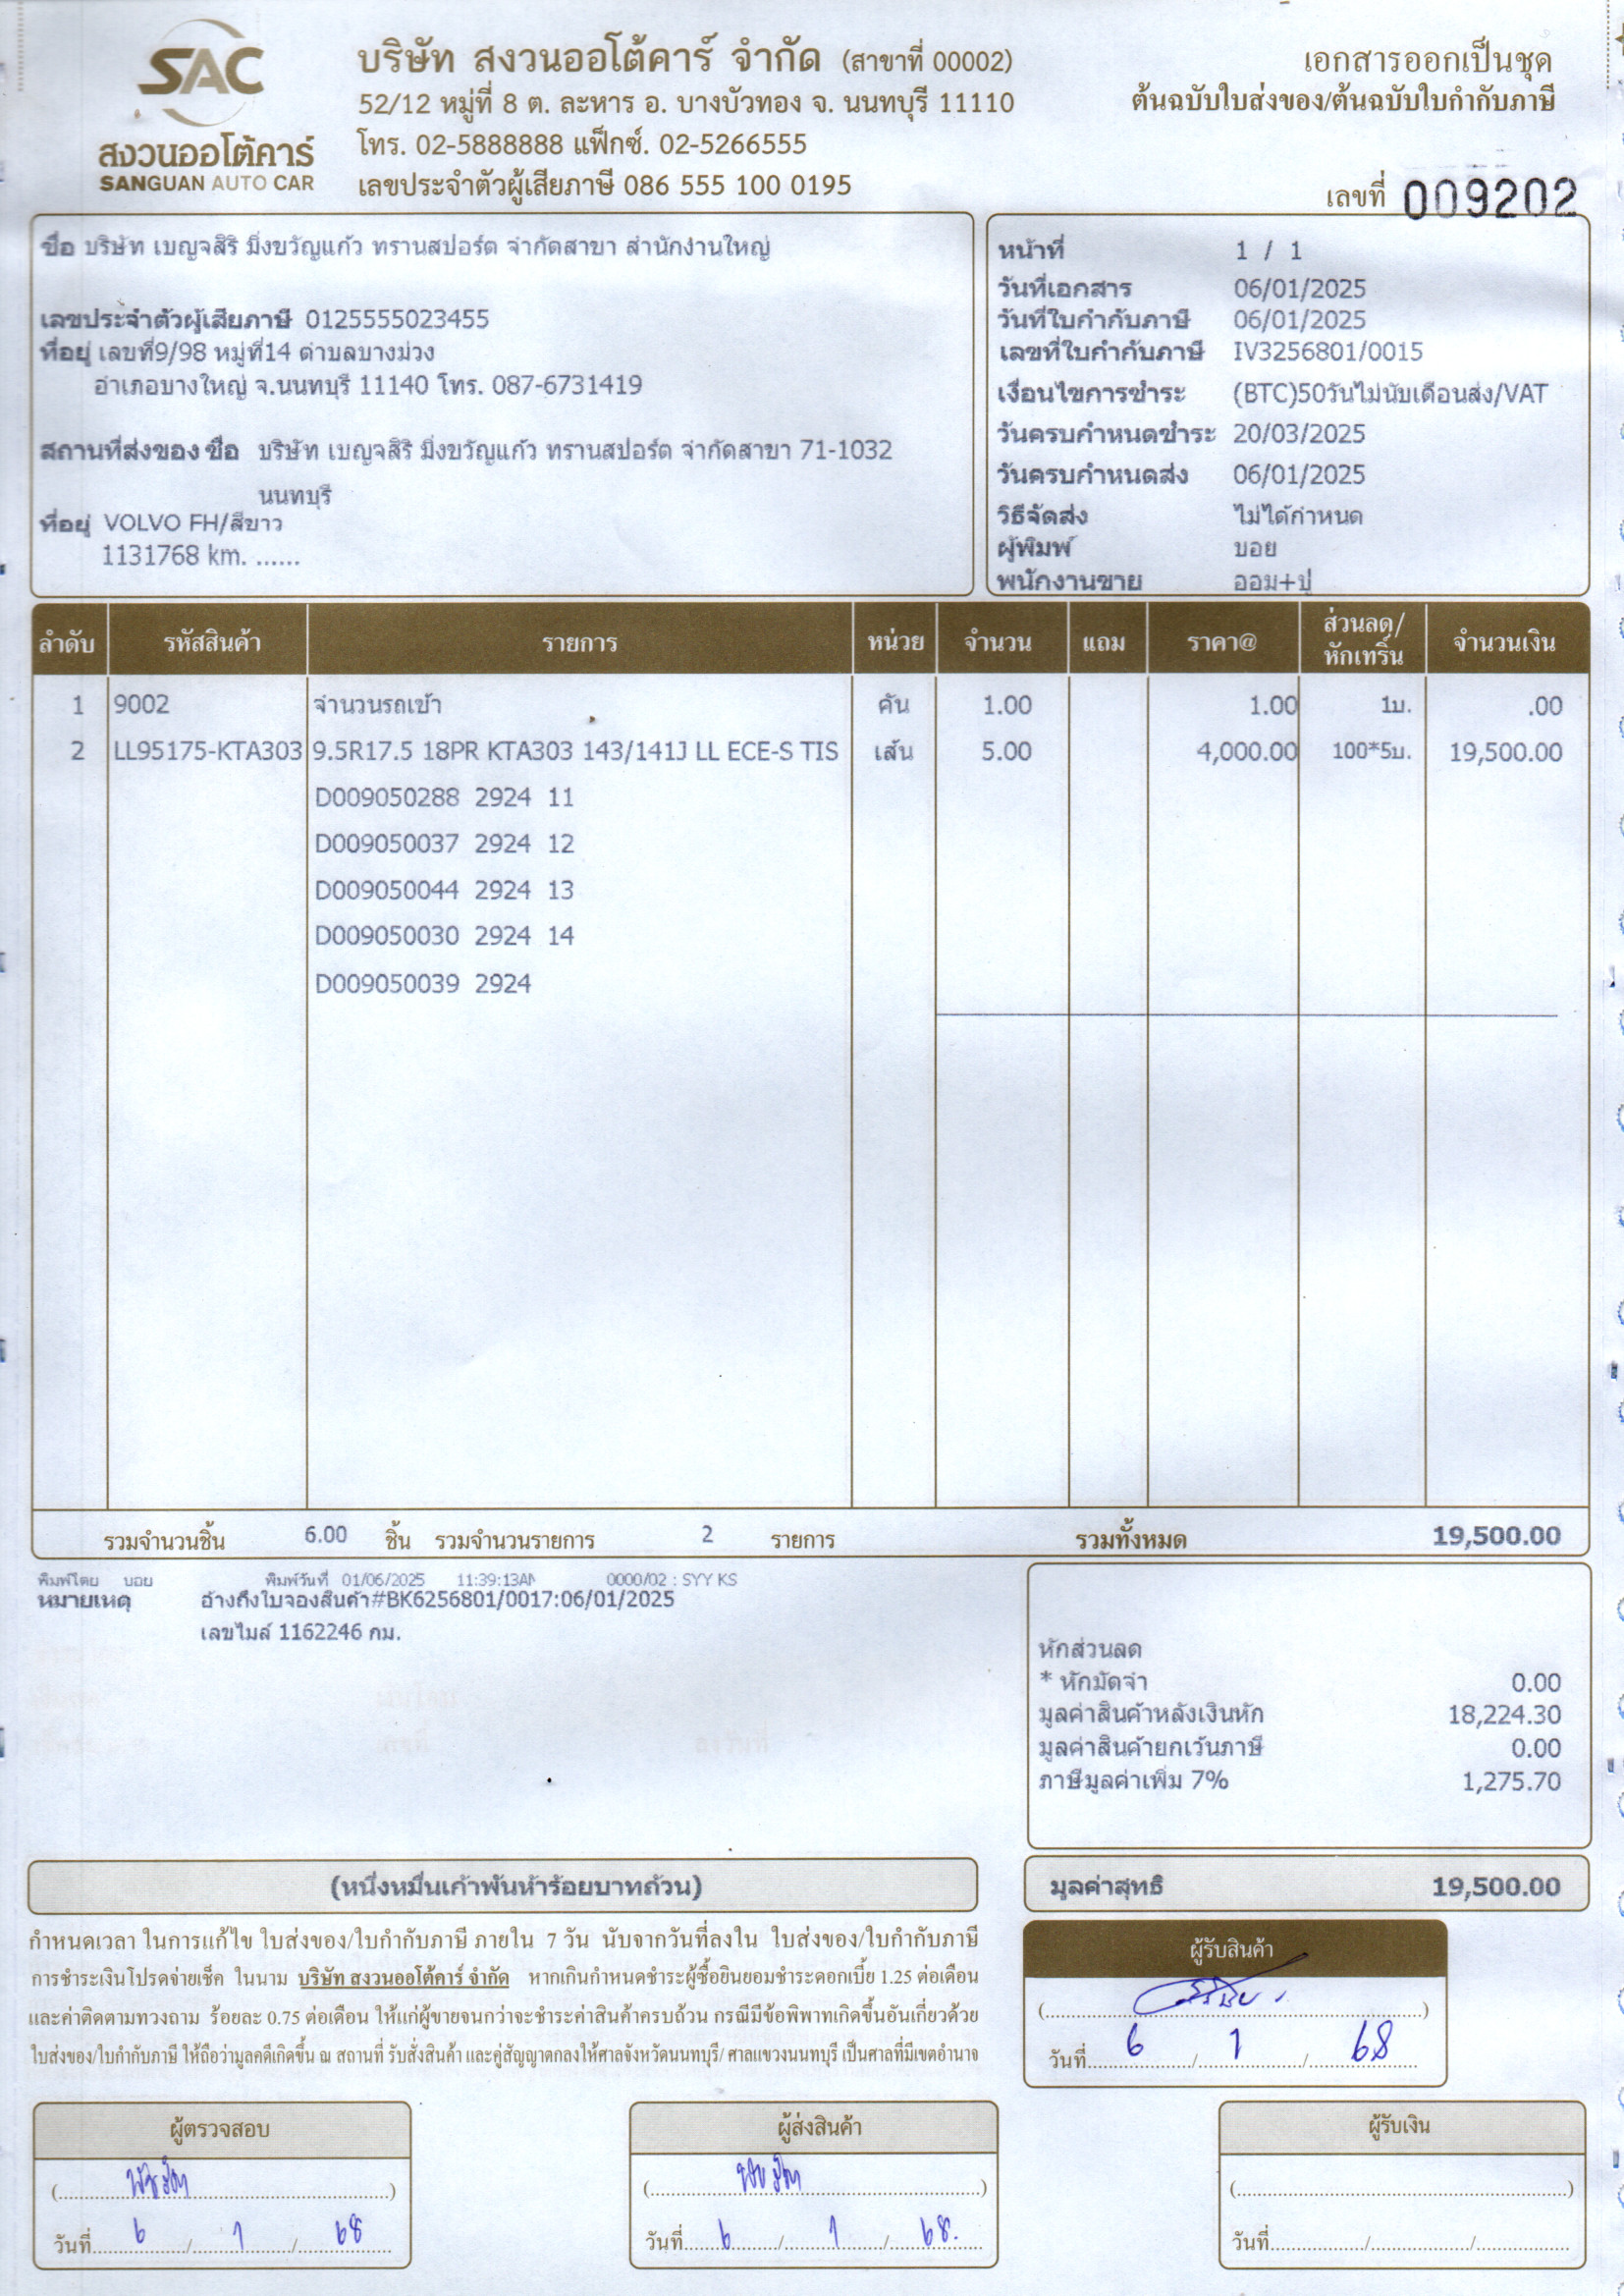 SAC
สงวนออโต้คาร์
SANGUAN AUTO CAR
บริษัท สงวนออโต้คาร์ จำกัด (สาขาที่ 00002)
52/12 หมู่ที่ 8 ต. ละหาร อ. บางบัวทอง จ. นนทบุรี 11110
โทร. 02-5888888 แฟ็กซ์. 02-5266555
เลขประจำตัวผู้เสียภาษี 086 555 100 0195
เอกสารออกเป็นชุด
ต้นฉบับใบส่งของ/ต้นฉบับใบกำกับภาษี
เลขที่ 009202
ชื่อ บริษัท เบญจสิริ มิ่งขวัญแก้ว ทรานสปอร์ต จำกัดสาขา สำนักงานใหญ่
เลขประจำตัวผู้เสียภาษี 0125555023455
ที่อยู่ เลขที่9/98 หมู่ที่14 ตำบลบางม่วง
อำเภอบางใหญ่ จ.นนทบุรี 11140 โทร. 087-6731419
สถานที่ส่งของ ชื่อ บริษัท เบญจสิริ มิ่งขวัญแก้ว ทรานสปอร์ต จำกัดสาขา 71-1032
นนทบุรี
ที่อยู่ VOLVO FH/สีขาว
1131768 km. ......
หน้าที่ 1 / 1
วันที่เอกสาร 06/01/2025
วันที่ใบกำกับภาษี 06/01/2025
เลขที่ใบกำกับภาษี IV3256801/0015
เงื่อนไขการชำระ (BTC)50วันไม่นับเดือนส่ง/VAT
วันครบกำหนดชำระ 20/03/2025
วันครบกำหนดส่ง 06/01/2025
วิธีจัดส่ง ไม่ได้กำหนด
ผู้พิมพ์ บอย
พนักงานขาย ออม+ปู
ลำดับ รหัสสินค้า รายการ หน่วย จำนวน แถม ราคา@ ส่วนลด/หักเทริ์น จำนวนเงิน
1 9002 จำนวนรถเข้า คัน 1.00 1.00 1บ. .00
2 LL95175-KTA303 9.5R17.5 18PR KTA303 143/141J LL ECE-S TIS เส้น 5.00 4,000.00 100*5บ. 19,500.00
D009050288 2924 11
D009050037 2924 12
D009050044 2924 13
D009050030 2924 14
D009050039 2924
รวมจำนวนชิ้น 6.00 ชิ้น รวมจำนวนรายการ 2 รายการ รวมทั้งหมด 19,500.00
พิมพ์โดย บอย พิมพ์วันที่ 01/06/2025 11:39:13AM 0000/02 : SYY KS
หมายเหตุ อ้างถึงใบจองสินค้า#BK6256801/0017:06/01/2025
เลขไมล์ 1162246 กม.
หักส่วนลด
* หักมัดจำ 0.00
มูลค่าสินค้าหลังเงินหัก 18,224.30
มูลค่าสินค้ายกเว้นภาษี 0.00
ภาษีมูลค่าเพิ่ม 7% 1,275.70
(หนึ่งหมื่นเก้าพันห้าร้อยบาทถ้วน)
มูลค่าสุทธิ 19,500.00
กำหนดเวลา ในการแก้ไข ใบส่งของ/ใบกำกับภาษี ภายใน 7 วัน นับจากวันที่ลงใน ใบส่งของ/ใบกำกับภาษี
การชำระเงินโปรดจ่ายเช็ค ในนาม บริษัท สงวนออโต้คาร์ จำกัด หากเกินกำหนดชำระผู้ซื้อยินยอมชำระดอกเบี้ย 1.25 ต่อเดือน
และค่าติดตามทวงถาม ร้อยละ 0.75 ต่อเดือน ให้แก่ผู้ขายจนกว่าจะชำระค่าสินค้าครบถ้วน กรณีมีข้อพิพาทเกิดขึ้นอันเกี่ยวด้วย
ใบส่งของ/ใบกำกับภาษี ให้ถือว่ามูลคดีเกิดขึ้น ณ สถานที่ รับสั่งสินค้า และคู่สัญญาตกลงให้ศาลจังหวัดนนทบุรี/ ศาลแขวงนนทบุรี เป็นศาลที่มีเขตอำนาจ
ผู้รับสินค้า
วันที่ 6 / 1 / 68
ผู้ตรวจสอบ
วันที่ 6 / 1 / 68
ผู้ส่งสินค้า
วันที่ 6 / 1 / 68.
ผู้รับเงิน
วันที่ / /